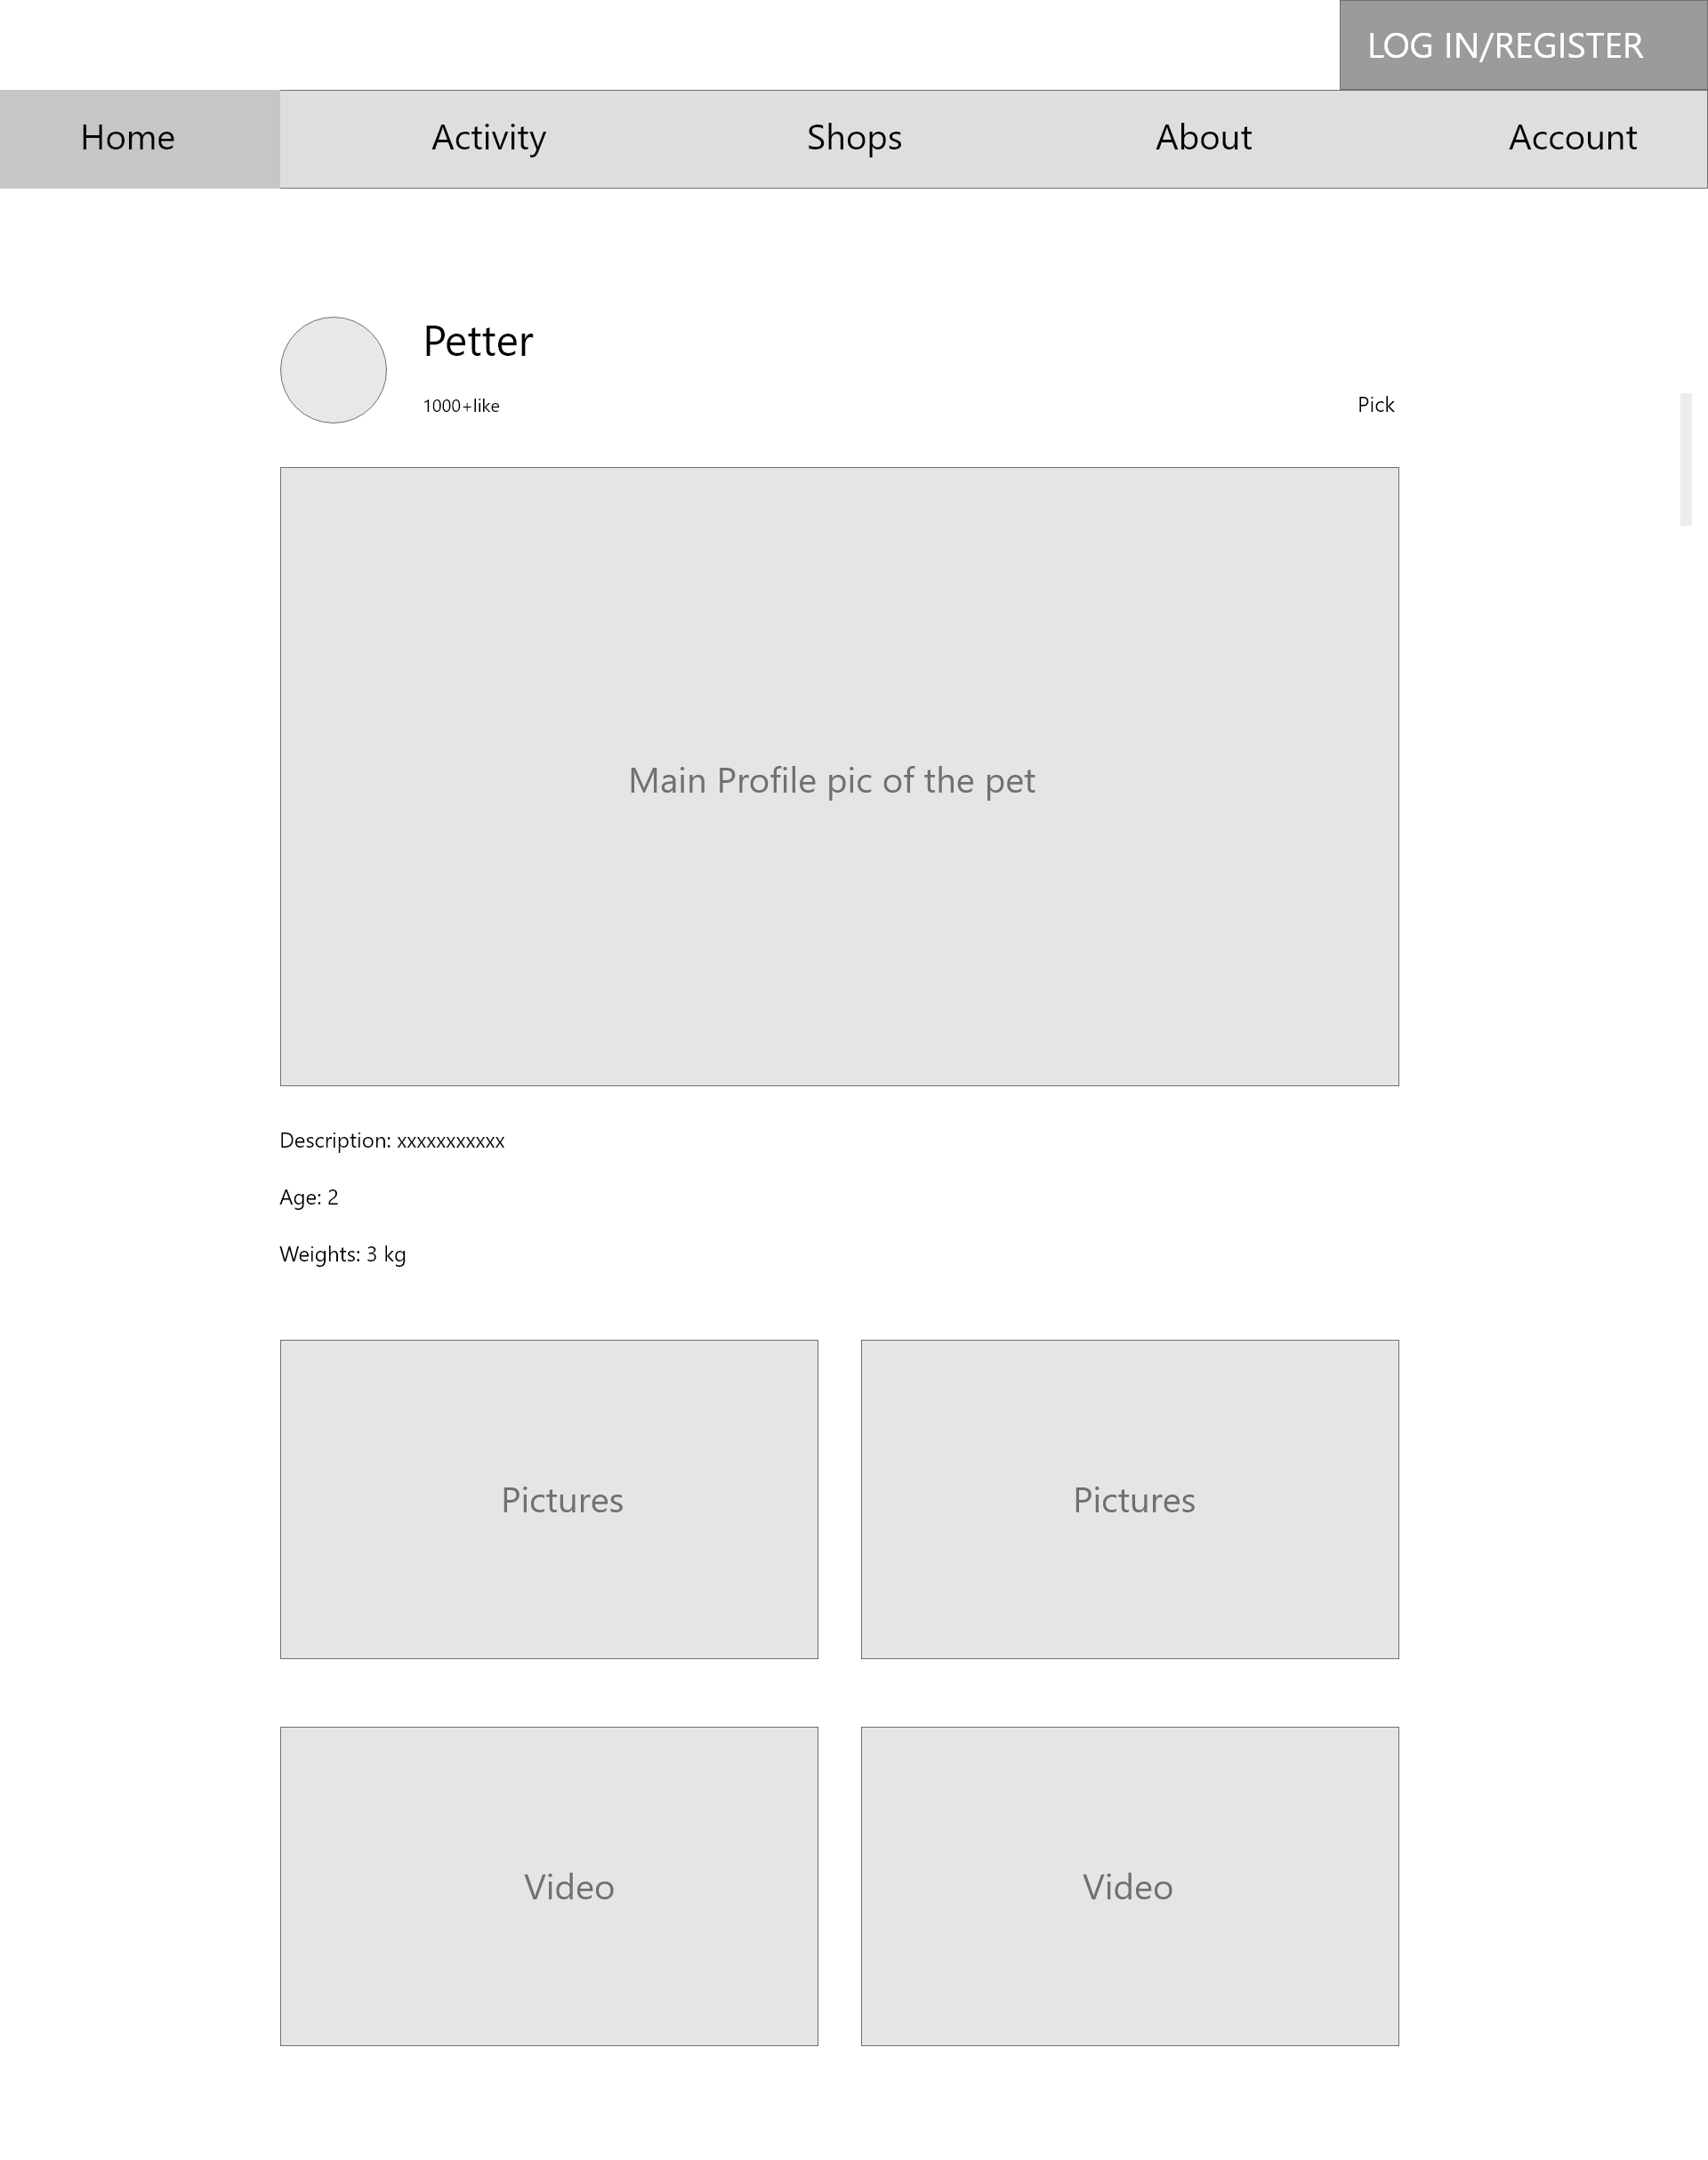 LOG IN/REGISTER
Home Activity Shops About Account
Petter
1000+like Pick
Main Profile pic of the pet
Description: xxxxxxxxxxx
Age: 2
Weights: 3 kg
Pictures Pictures
Video Video